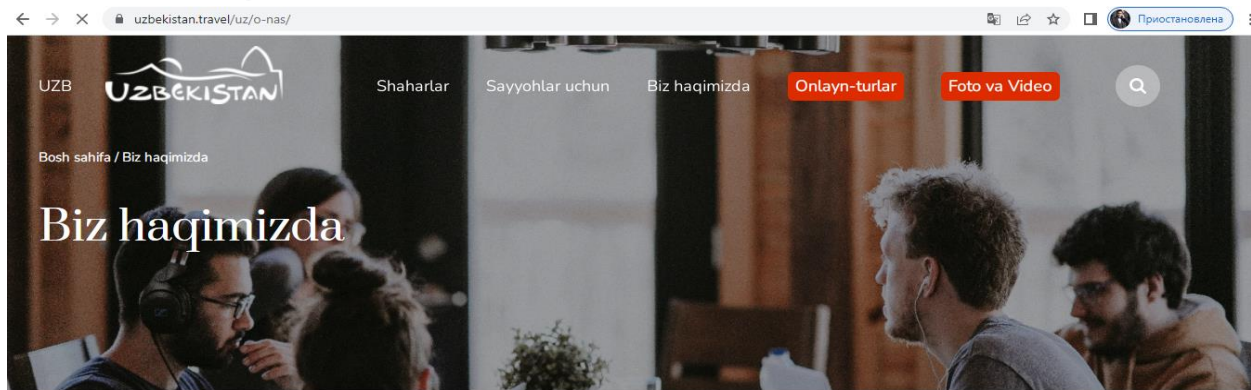 uzbekistan.travel/uz/o-nas/
Приостановлена
UZB
UZBEKISTAN
Shaharlar
Sayyohlar uchun
Biz haqimizda
Onlayn-turlar
Foto va Video
Bosh sahifa / Biz haqimizda
Biz haqimizda